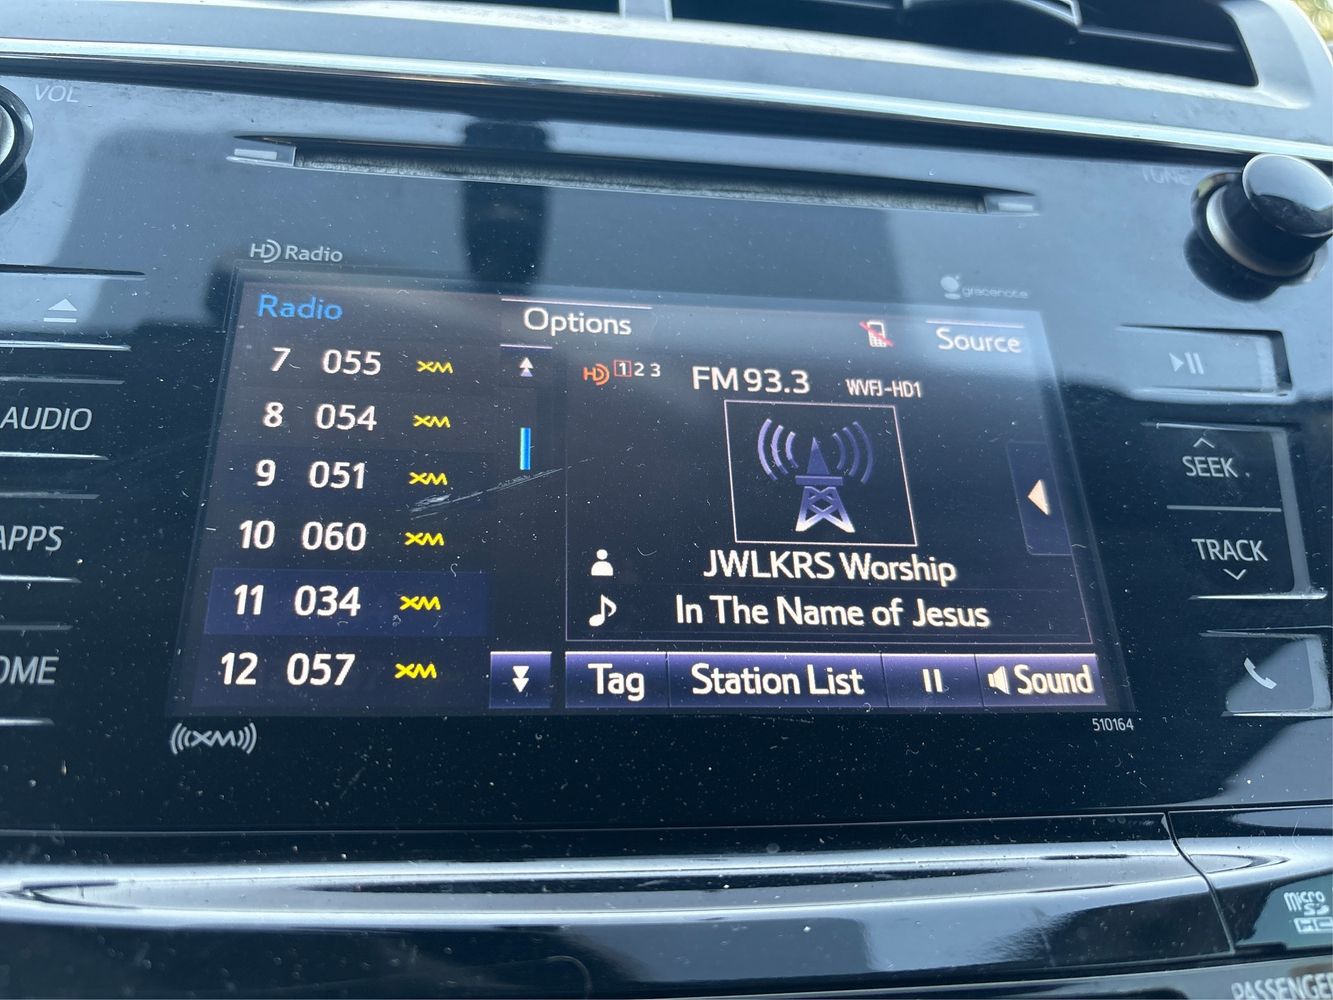 VOL
TUNE
HD Radio
gracenote
Radio
Options
Source
7 055 XM
HD 1 2 3
FM 93.3
WVFJ-HD1
8 054 XM
9 051 XM
10 060 XM
11 034 XM
12 057 XM
JWLKRS Worship
In The Name of Jesus
Tag
Station List
Sound
AUDIO
APPS
OME
SEEK
TRACK
((XM))
510164
micro
SD
HC
PASSENGER